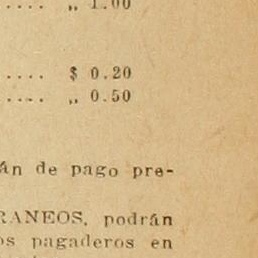 .... „ 1.00
.... $ 0.20
.... „ 0.50
án de pago pre-
RANEOS, podrán
os pagaderos en